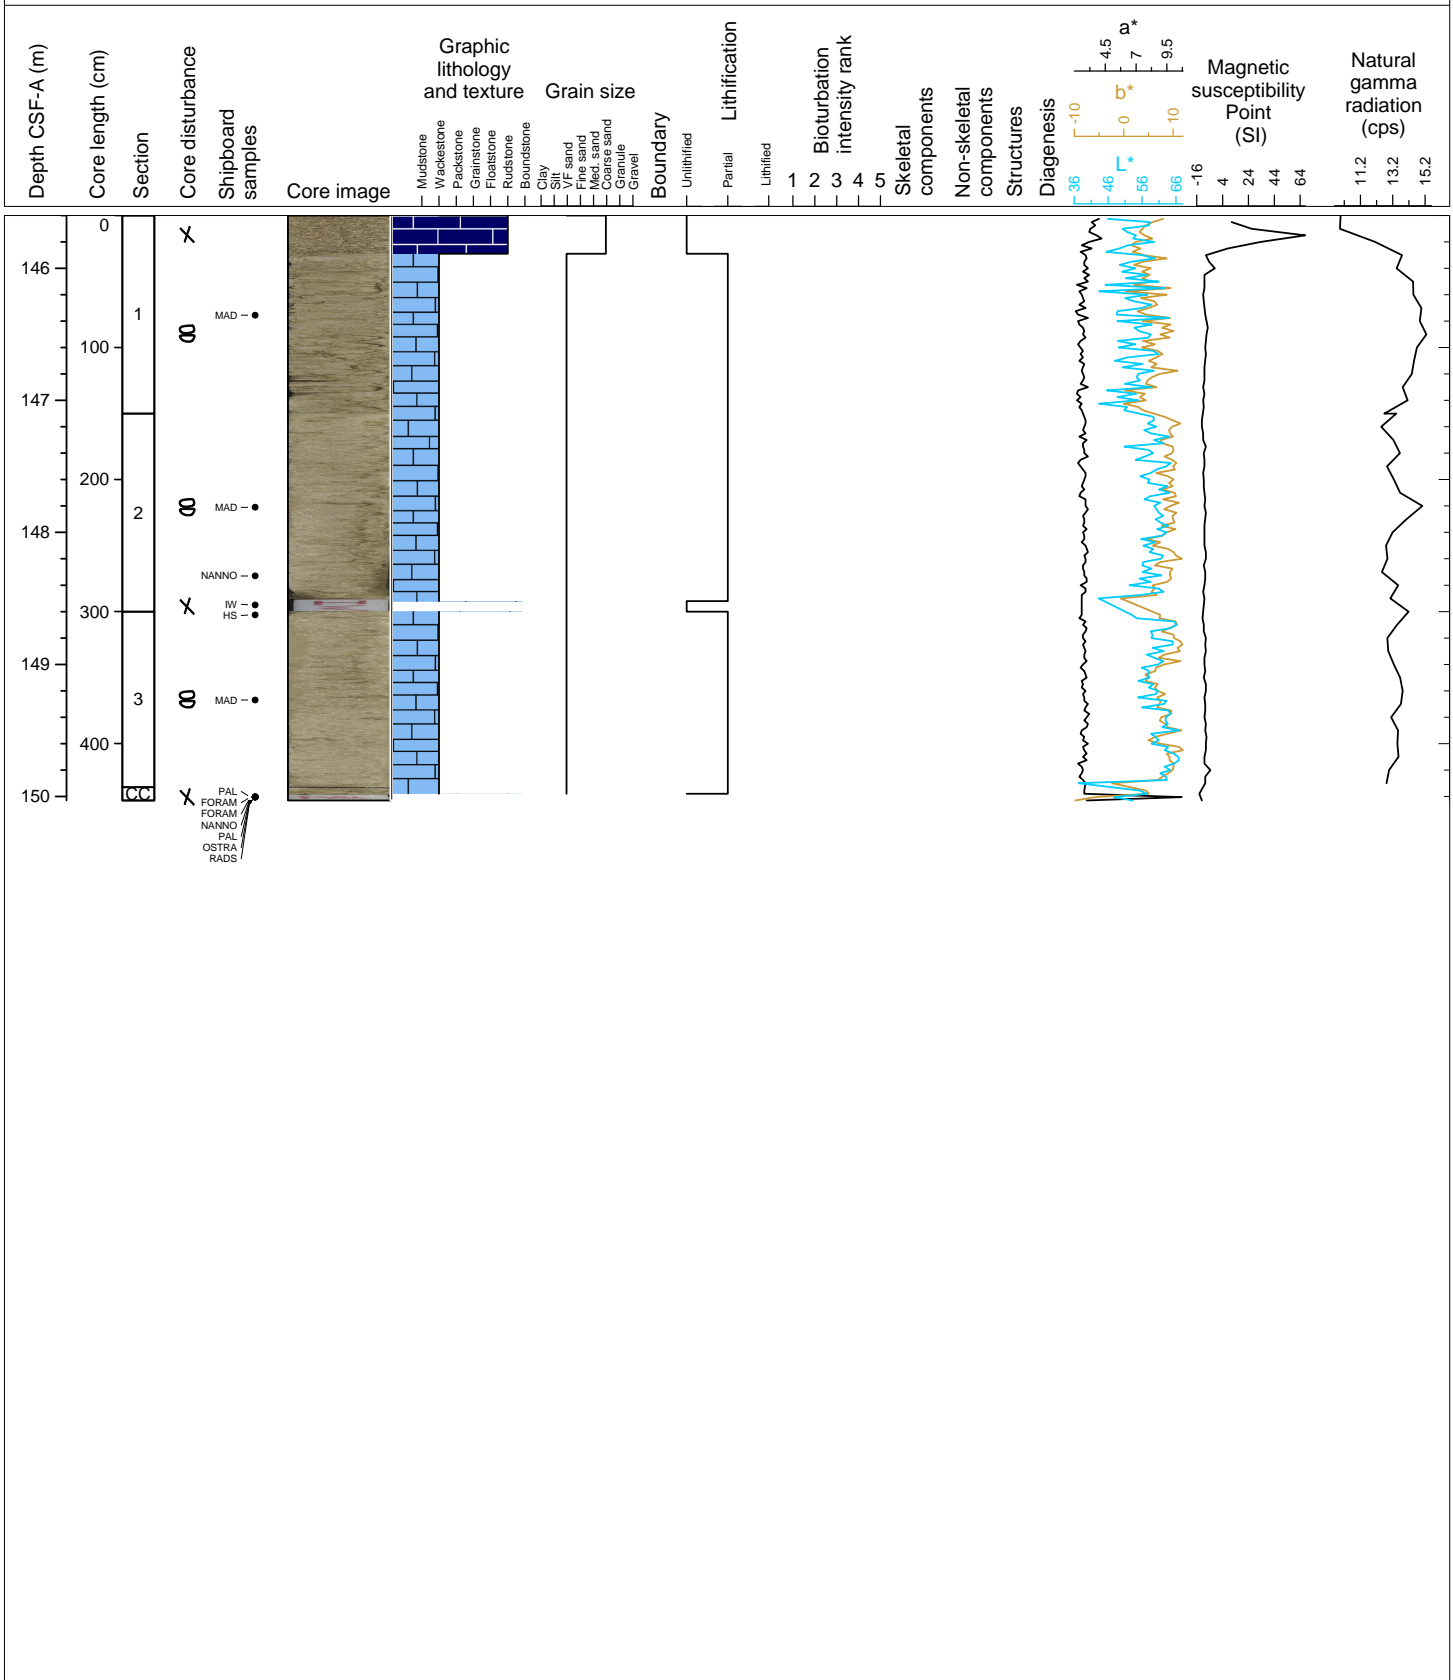 Depth CSF-A (m)
Core length (cm)
Section
Core disturbance
Shipboard
samples
Core image
Graphic
lithology
and texture
Mudstone
Wackestone
Packstone
Grainstone
Floatstone
Rudstone
Boundstone
Grain size
Clay
Silt
VF sand
Fine sand
Med. sand
Coarse sand
Granule
Gravel
Boundary
Lithification
Unlithified
Partial
Lithified
Bioturbation
intensity rank
1 2 3 4 5
Skeletal
components
Non-skeletal
components
Structures
Diagenesis
a*
4.5 7 9.5
b*
-10 0 10
L*
36 46 56 66
Magnetic
susceptibility
Point
(SI)
-16 4 24 44 64
Natural
gamma
radiation
(cps)
11.2 13.2 15.2
0
146
1
MAD
100
147
200
2
MAD
148
NANNO
IW
300
HS
149
3
MAD
400
CC
150
PAL
FORAM
FORAM
NANNO
PAL
OSTRA
RADS